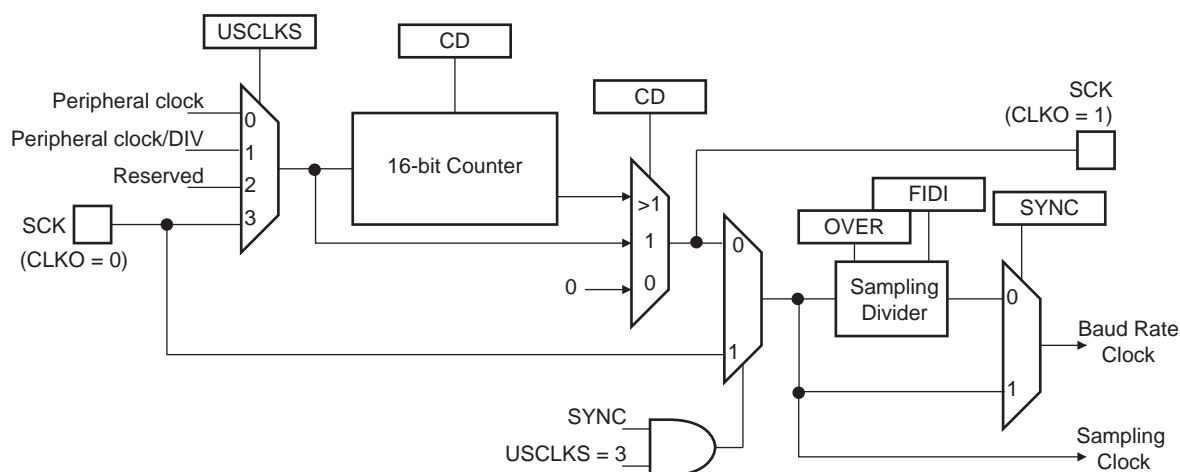 USCLKS
CD
CD
SCK
(CLKO = 1)
Peripheral clock
0
Peripheral clock/DIV
1
Reserved
2
3
SCK
(CLKO = 0)
16-bit Counter
>1
1
0
0
0
1
FIDI
OVER
SYNC
Sampling
Divider
0
1
Baud Rate
Clock
SYNC
USCLKS = 3
Sampling
Clock